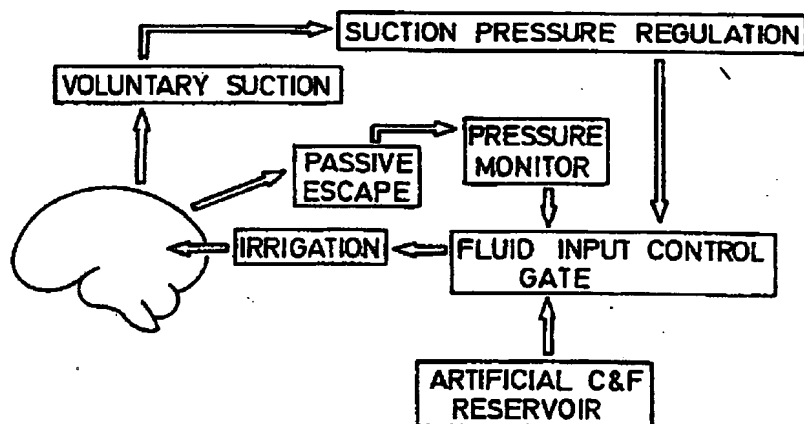 SUCTION PRESSURE REGULATION
VOLUNTARY SUCTION
PASSIVE
ESCAPE
PRESSURE
MONITOR
IRRIGATION
FLUID INPUT CONTROL
GATE
ARTIFICIAL C&F
RESERVOIR